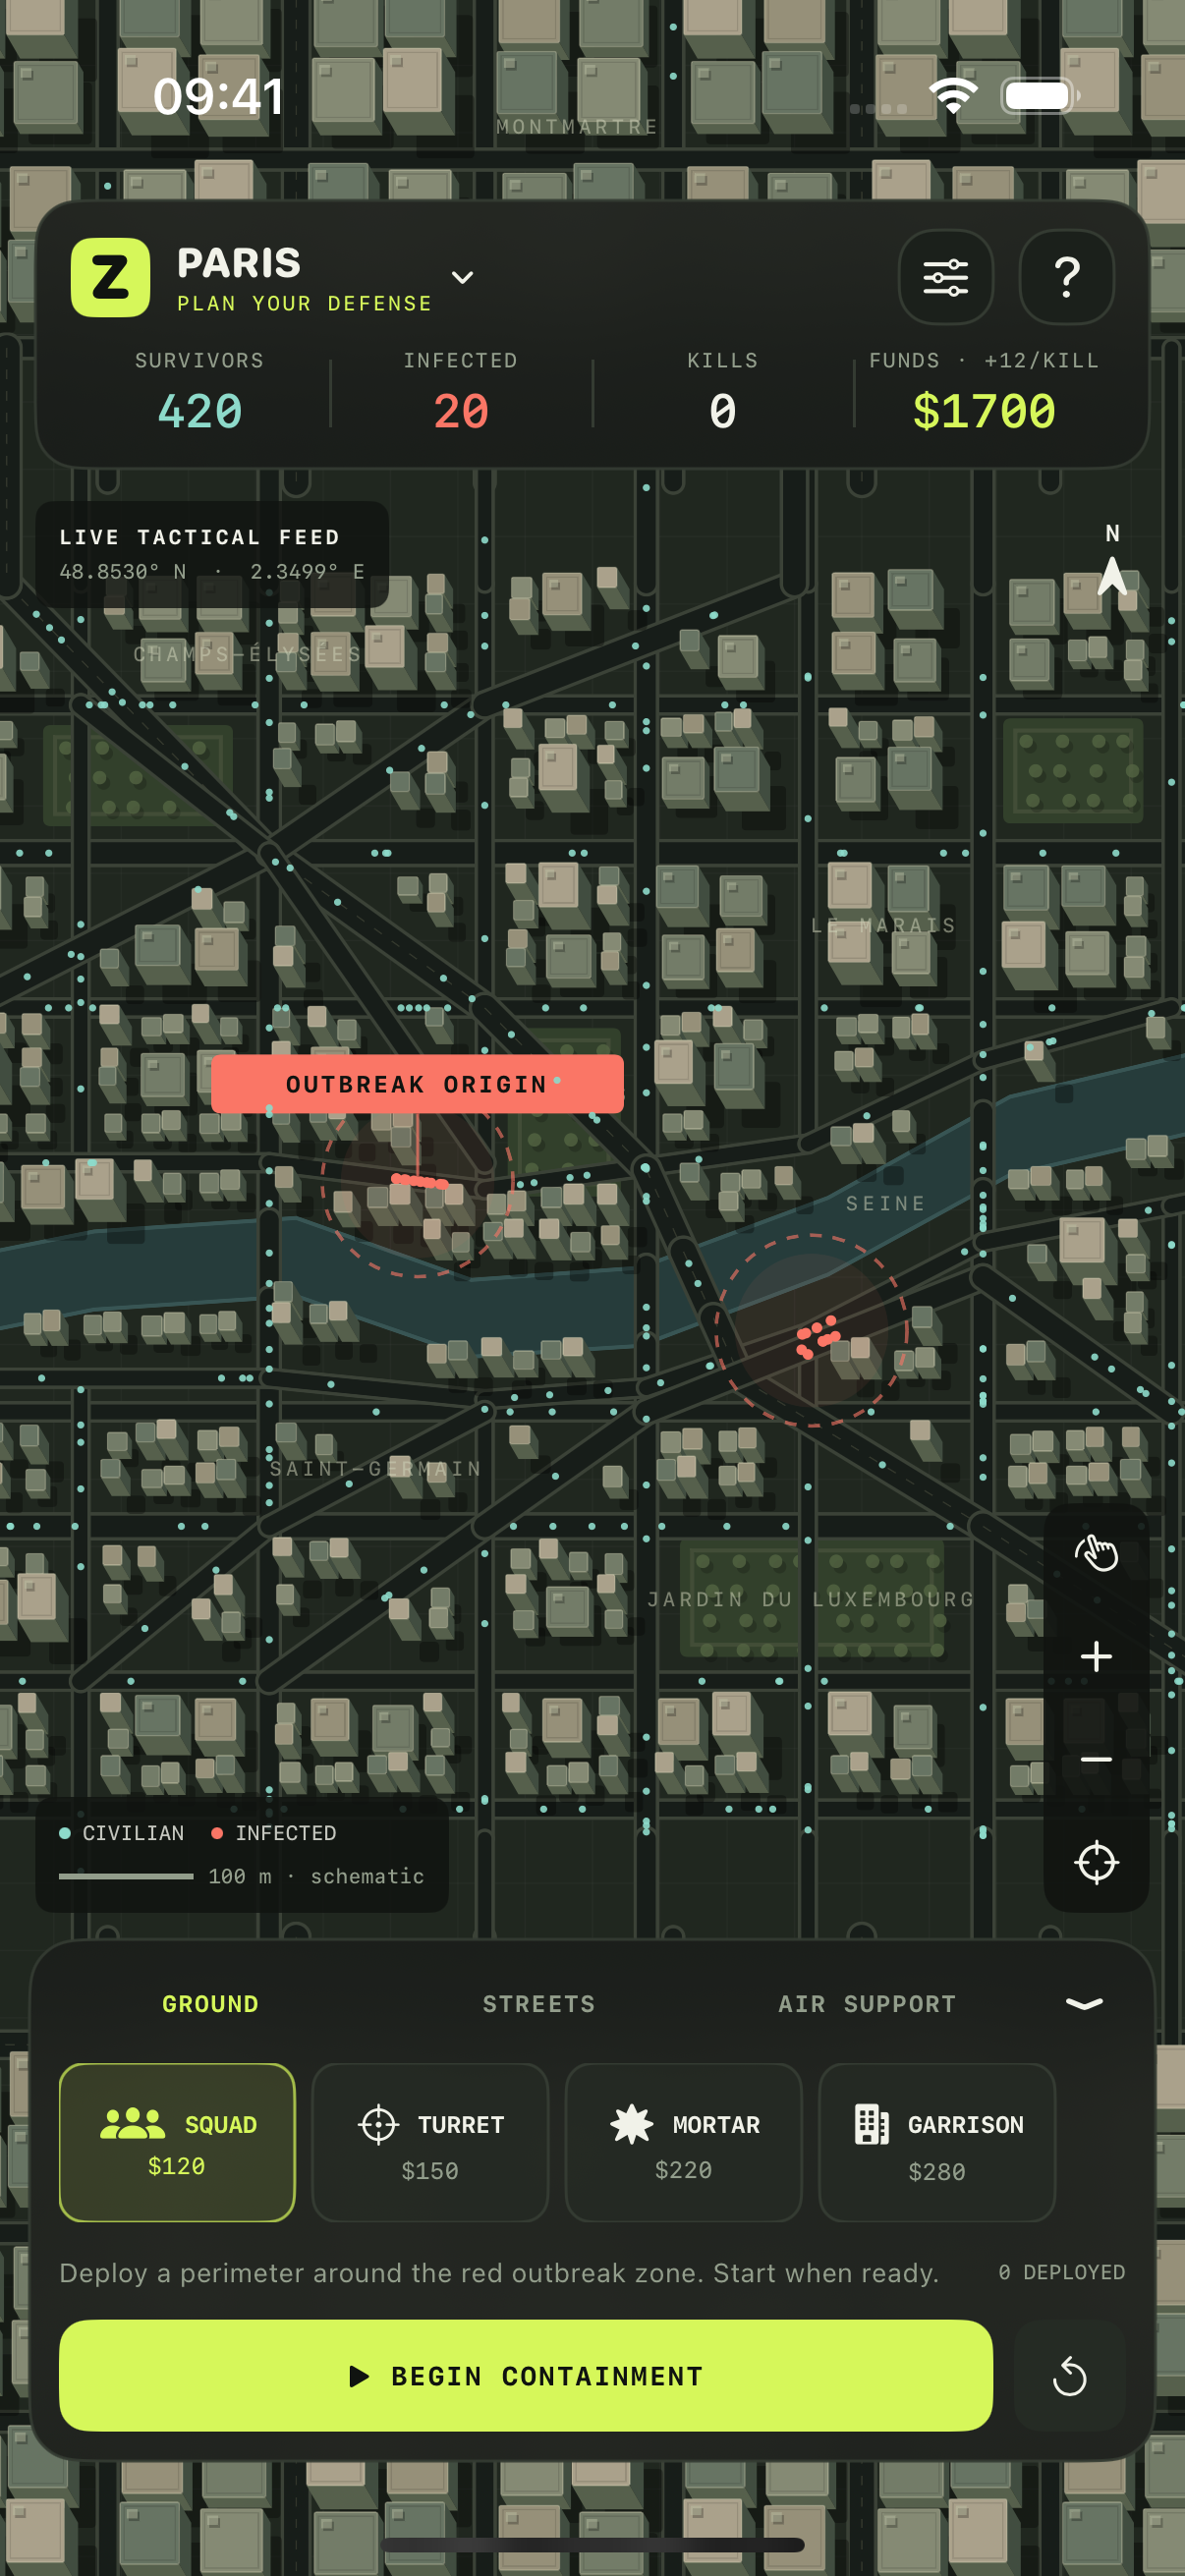 MONTMARTRE
09:41
Z
PARIS
PLAN YOUR DEFENSE
?
SURVIVORS
420
INFECTED
20
KILLS
0
FUNDS · +12/KILL
$1700
LIVE TACTICAL FEED
48.8530° N · 2.3499° E
N
CHAMPS-ÉLYSÉES
LE MARAIS
OUTBREAK ORIGIN
SEINE
SAINT-GERMAIN
JARDIN DU LUXEMBOURG
CIVILIAN
INFECTED
100 m · schematic
GROUND
STREETS
AIR SUPPORT
SQUAD
$120
TURRET
$150
MORTAR
$220
GARRISON
$280
Deploy a perimeter around the red outbreak zone. Start when ready.
0 DEPLOYED
BEGIN CONTAINMENT